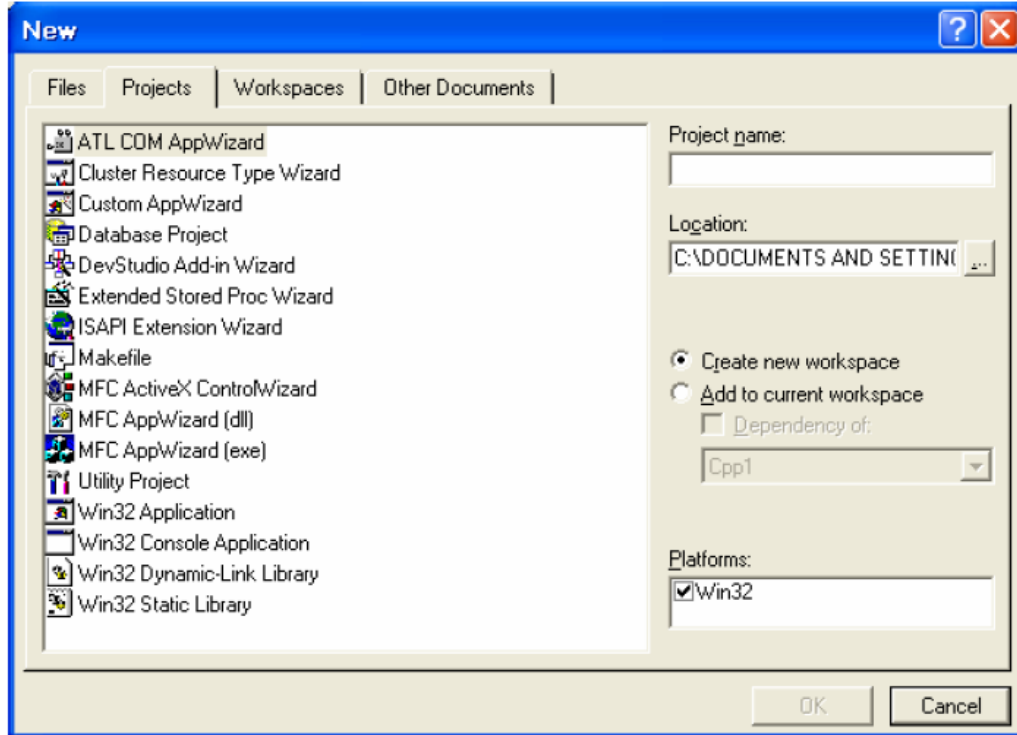 New
Files
Projects
Workspaces
Other Documents
ATL COM AppWizard
Cluster Resource Type Wizard
Custom AppWizard
Database Project
DevStudio Add-in Wizard
Extended Stored Proc Wizard
ISAPI Extension Wizard
Makefile
MFC ActiveX ControlWizard
MFC AppWizard (dll)
MFC AppWizard (exe)
Utility Project
Win32 Application
Win32 Console Application
Win32 Dynamic-Link Library
Win32 Static Library
Project name:
Location:
C:\DOCUMENTS AND SETTING
...
Create new workspace
Add to current workspace
Dependency of:
Cpp1
Platforms:
Win32
OK
Cancel